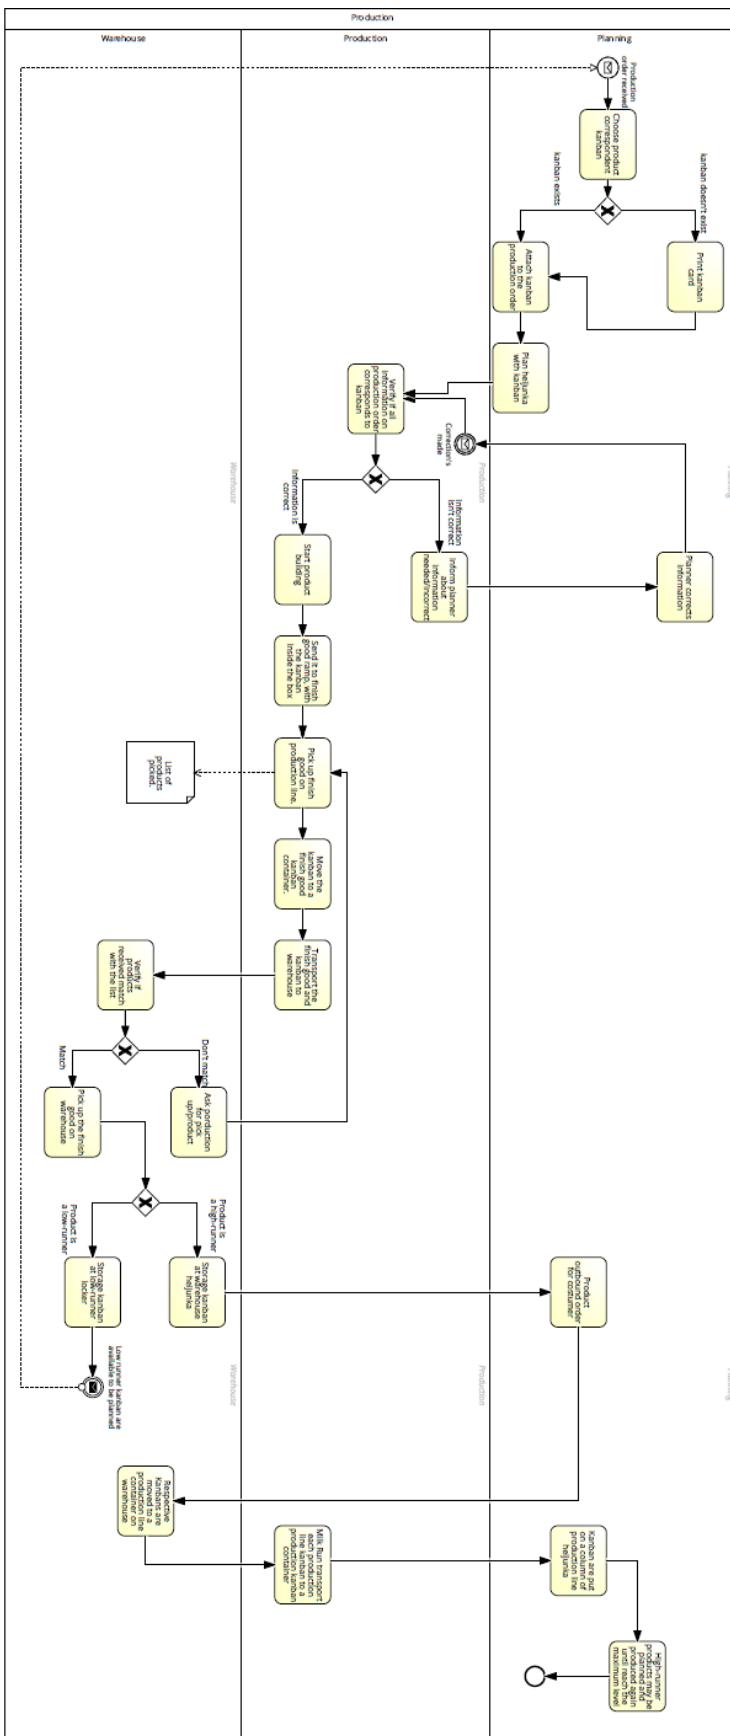 Production
Warehouse
Production
Planning
Production
order received
Choose product
correspondent
kanban
kanban exists
kanban doesn't exist
Attach kanban
to the
production order
Print kanban
card
Plan heijunka
with kanban
Verify if all
information on
production order
corresponds to
kanban
Correction's
made
Warehouse
Production
Planning
Information is
correct
Information
isn't correct
Start product
building
Inform planner
about
information
needed/incorrect
Planner corrects
information
Send it to finish
good ramp, with
the kanban
inside the box
Pick up finish
good on
production line.
List of
products
picked.
Move the
kanban to a
finish good
kanban
container.
Transport the
finish good and
kanban to
warehouse
Verify if
products
received match
with the list
Match
Don't match
Pick up the finish
good on
warehouse
Ask porduction
for pick
up/product
Product is
a low-runner
Product is
a high-runner
Storage kanban
at low-runner
locker
Storage kanban
at warehouse
heijunka
Product
outbound order
for costumer
Low runner kanban are
available to be planned
Warehouse
Production
Planning
Respective
Kanbans are
moved to a
production line
container on
warehouse
Milk Run transport
each production
line kanban to a
production kanban
container
Kanban are put
on a column of
production line
heijunka
High-runner
products may be
planned and
produced again
until reach the
maximum level